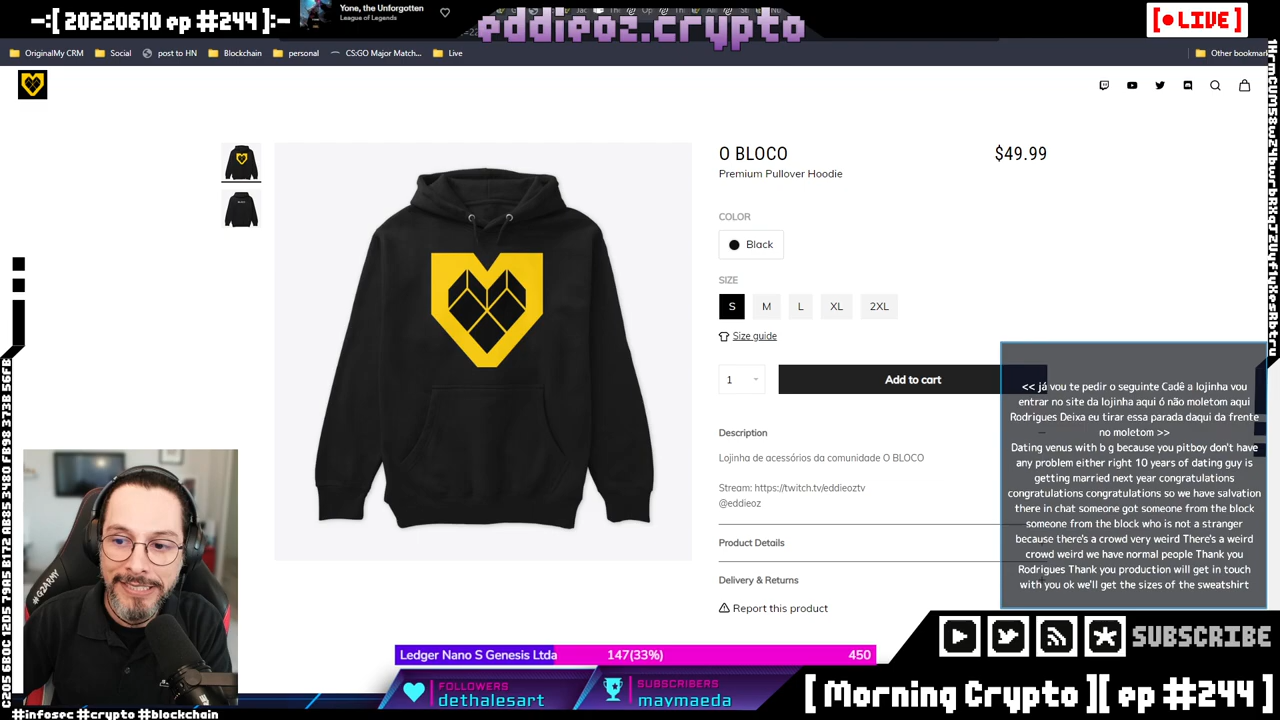 -:[ 20220610 ep #244 ]:-
Yone, the Unforgotten
League of Legends
eddieoz.crypto
[ LIVE ]
OriginalMy CRM
Social
post to HN
Blockchain
personal
CS:GO Major Match...
Live
Other bookmar
O BLOCO
$49.99
Premium Pullover Hoodie
COLOR
Black
SIZE
S
M
L
XL
2XL
Size guide
1
Add to cart
Description
Lojinha de acessórios da comunidade O BLOCO
Stream: https://twitch.tv/eddieoztv
@eddieoz
Product Details
Delivery & Returns
Report this product
<< já vou te pedir o seguinte Cadê a lojinha vou
entrar no site da lojinha aqui ó não moletom aqui
Rodrigues Deixa eu tirar essa parada daqui da frente
no moletom >>
Dating venus with b g because you pitboy don't have
any problem either right 10 years of dating guy is
getting married next year congratulations
congratulations congratulations so we have salvation
there in chat someone got someone from the block
someone from the block who is not a stranger
because there's a crowd very weird There's a weird
crowd weird we have normal people Thank you
Rodrigues Thank you production will get in touch
with you ok we'll get the sizes of the sweatshirt
Ledger Nano S Genesis Ltda
147(33%)
450
FOLLOWERS
dethalesart
SUBSCRIBERS
maymaeda
SUBSCRIBE
[ Morning Crypto ][ ep #244 ]
#infosec #crypto #blockchain